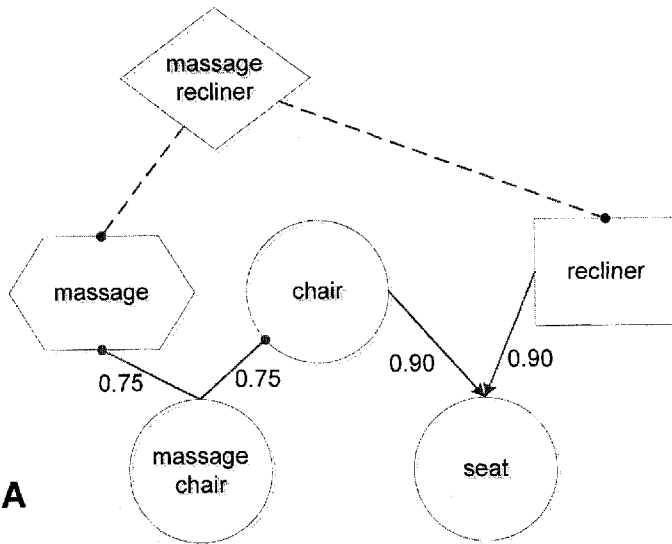 massage
recliner
massage
chair
recliner
0.75
0.75
0.90
0.90
massage
chair
seat
A